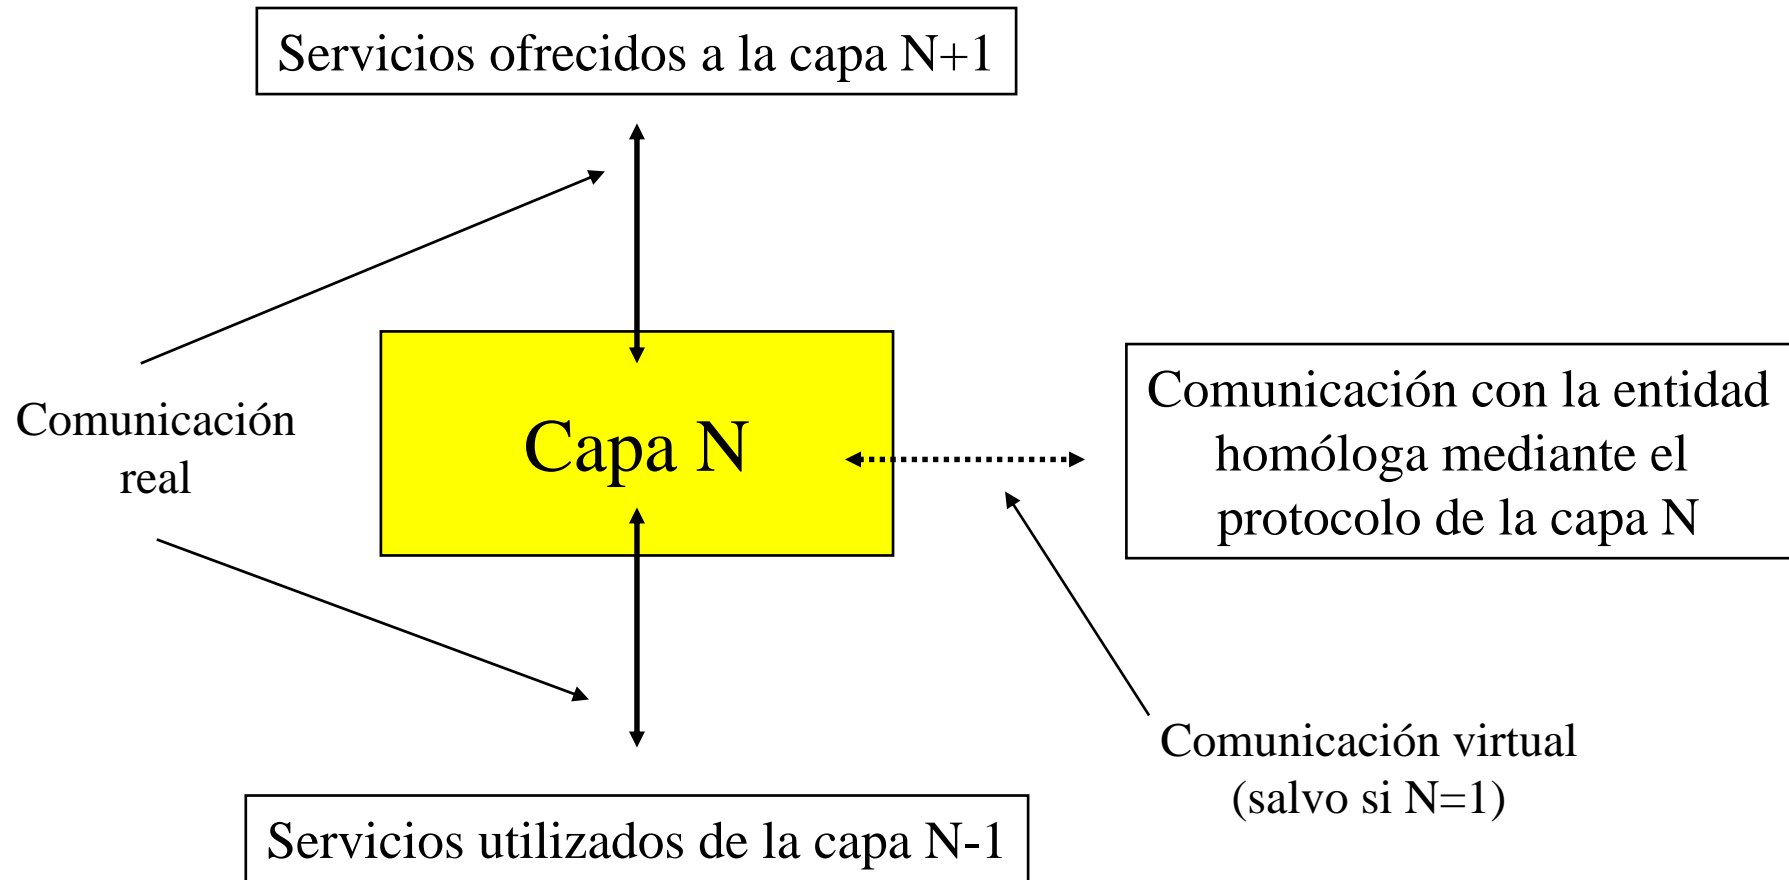 Servicios ofrecidos a la capa N+1
Comunicación
real
Capa N
Comunicación con la entidad
homóloga mediante el
protocolo de la capa N
Comunicación virtual
(salvo si N=1)
Servicios utilizados de la capa N-1